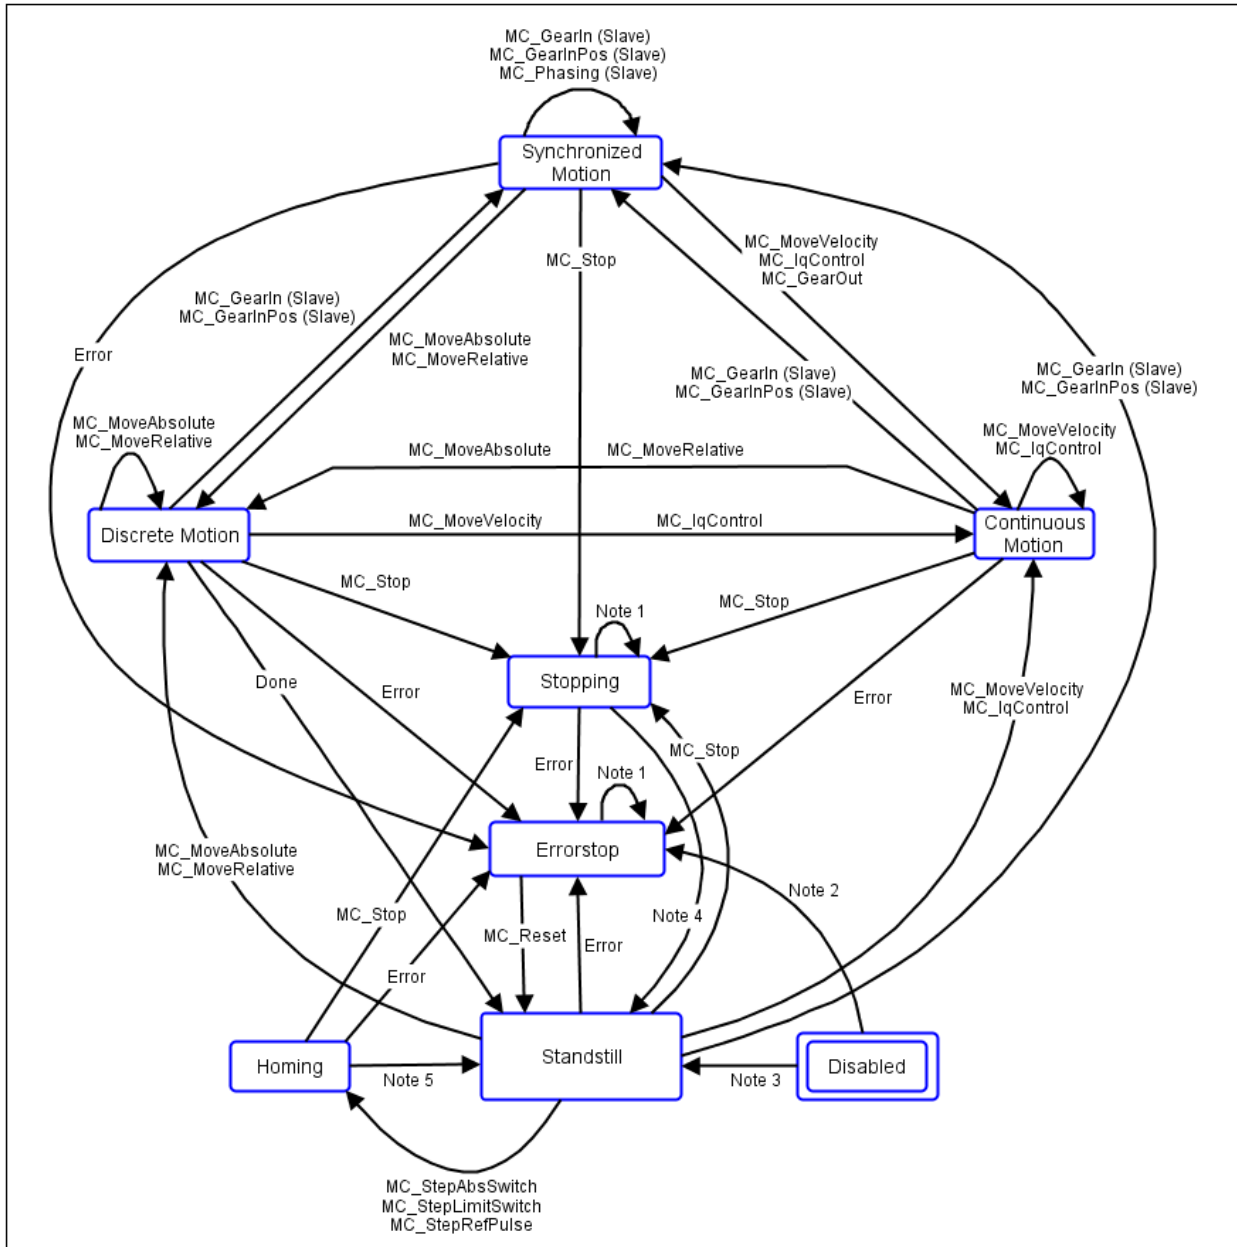 MC_GearIn (Slave)
MC_GearInPos (Slave)
MC_Phasing (Slave)
Synchronized
Motion
MC_MoveVelocity
MC_IqControl
MC_GearOut
MC_Stop
MC_GearIn (Slave)
MC_GearInPos (Slave)
MC_MoveAbsolute
MC_MoveRelative
Error
MC_GearIn (Slave)
MC_GearInPos (Slave)
MC_GearIn (Slave)
MC_GearInPos (Slave)
MC_MoveAbsolute
MC_MoveRelative
MC_MoveVelocity
MC_IqControl
MC_MoveAbsolute
MC_MoveRelative
Discrete Motion
MC_MoveVelocity
MC_IqControl
Continuous
Motion
MC_Stop
MC_Stop
Note 1
Stopping
Done
Error
Error
MC_MoveVelocity
MC_IqControl
MC_Stop
Error
Note 1
Errorstop
MC_MoveAbsolute
MC_MoveRelative
Note 2
MC_Stop
Note 4
MC_Reset
Error
Error
Homing
Standstill
Disabled
Note 5
Note 3
MC_StepAbsSwitch
MC_StepLimitSwitch
MC_StepRefPulse